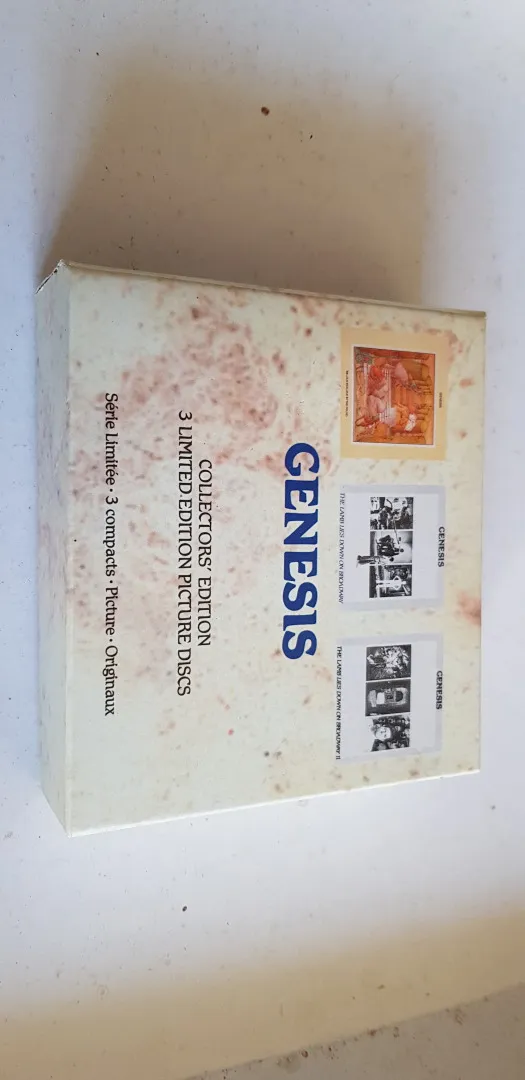 GENESIS
GENESIS
THE LAMB LIES DOWN ON BROADWAY
GENESIS
THE LAMB LIES DOWN ON BROADWAY II
GENESIS
COLLECTORS' EDITION
3 LIMITED EDITION PICTURE DISCS
Série Limitée · 3 compacts · Picture · Originaux